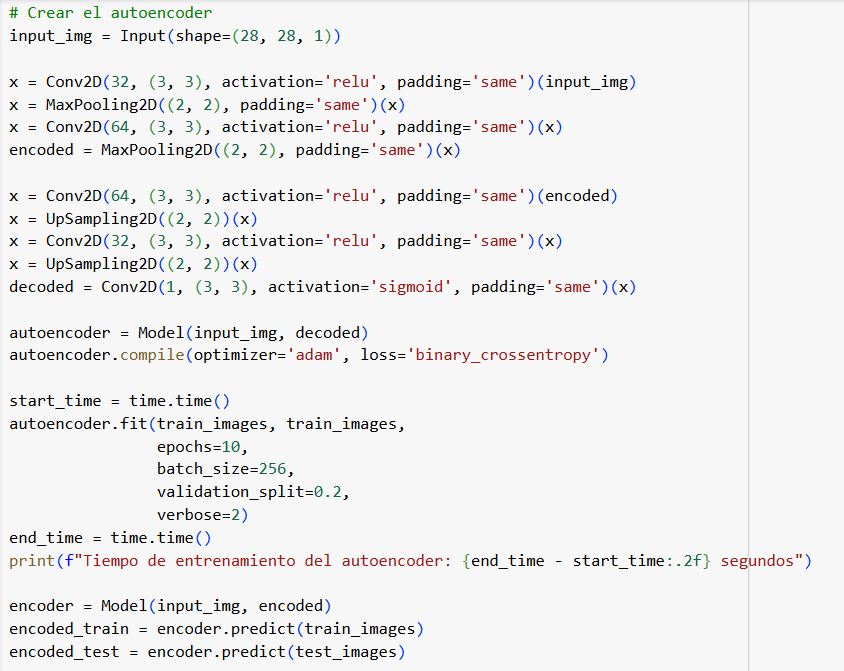 # Crear el autoencoder
input_img = Input(shape=(28, 28, 1))
x = Conv2D(32, (3, 3), activation='relu', padding='same')(input_img)
x = MaxPooling2D((2, 2), padding='same')(x)
x = Conv2D(64, (3, 3), activation='relu', padding='same')(x)
encoded = MaxPooling2D((2, 2), padding='same')(x)
x = Conv2D(64, (3, 3), activation='relu', padding='same')(encoded)
x = UpSampling2D((2, 2))(x)
x = Conv2D(32, (3, 3), activation='relu', padding='same')(x)
x = UpSampling2D((2, 2))(x)
decoded = Conv2D(1, (3, 3), activation='sigmoid', padding='same')(x)
autoencoder = Model(input_img, decoded)
autoencoder.compile(optimizer='adam', loss='binary_crossentropy')
start_time = time.time()
autoencoder.fit(train_images, train_images,
                epochs=10,
                batch_size=256,
                validation_split=0.2,
                verbose=2)
end_time = time.time()
print(f"Tiempo de entrenamiento del autoencoder: {end_time - start_time:.2f} segundos")
encoder = Model(input_img, encoded)
encoded_train = encoder.predict(train_images)
encoded_test = encoder.predict(test_images)